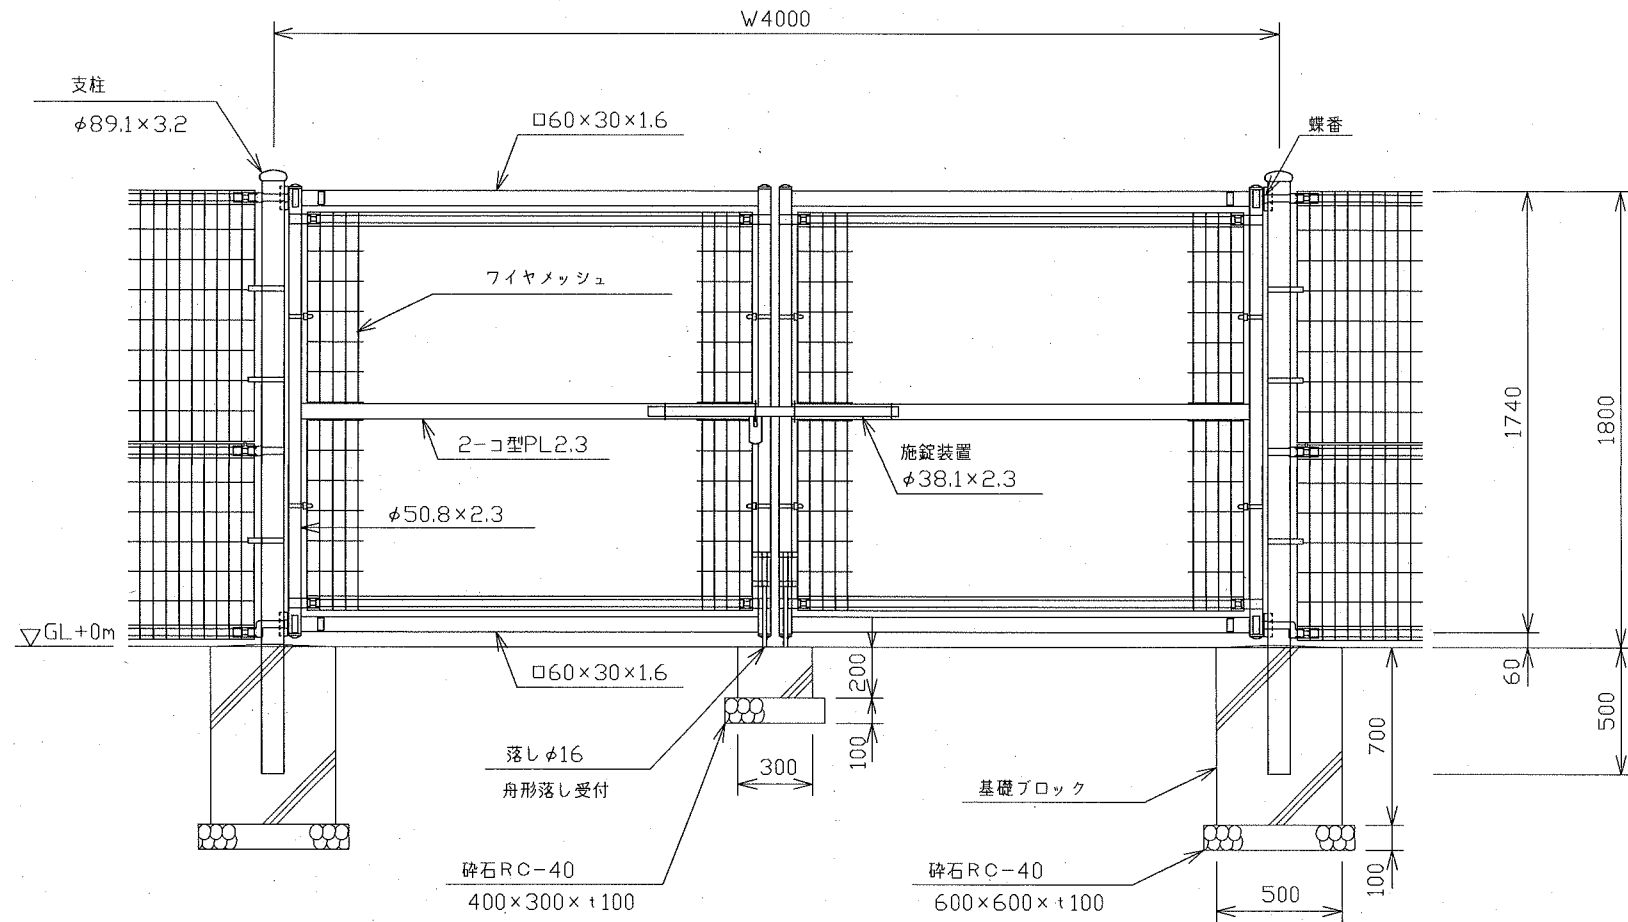 W4000
支柱
φ89.1×3.2
□60×30×1.6
蝶番
ワイヤメッシュ
2-コ型PL2.3
施錠装置
φ38.1×2.3
φ50.8×2.3
1740
1800
▽GL+0m
□60×30×1.6
200
60
500
落しφ16
舟形落し受付
100
300
700
基礎ブロック
砕石RC-40
400×300×t100
砕石RC-40
600×600×t100
500
100